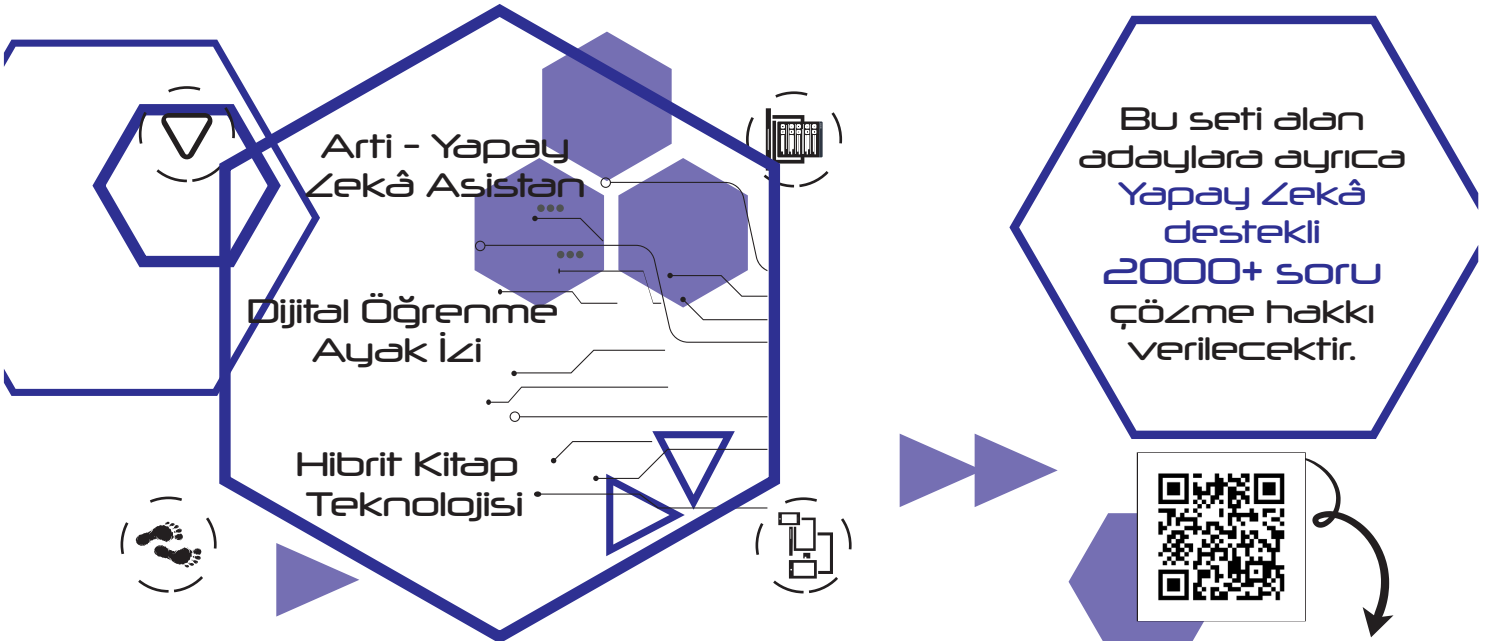 Arti - Yapay
Zekâ Asistan
Dijital Öğrenme
Ayak İzi
Hibrit Kitap
Teknolojisi
Bu seti alan
adaylara ayrıca
Yapay Zekâ
destekli
2000+ soru
çözme hakkı
verilecektir.